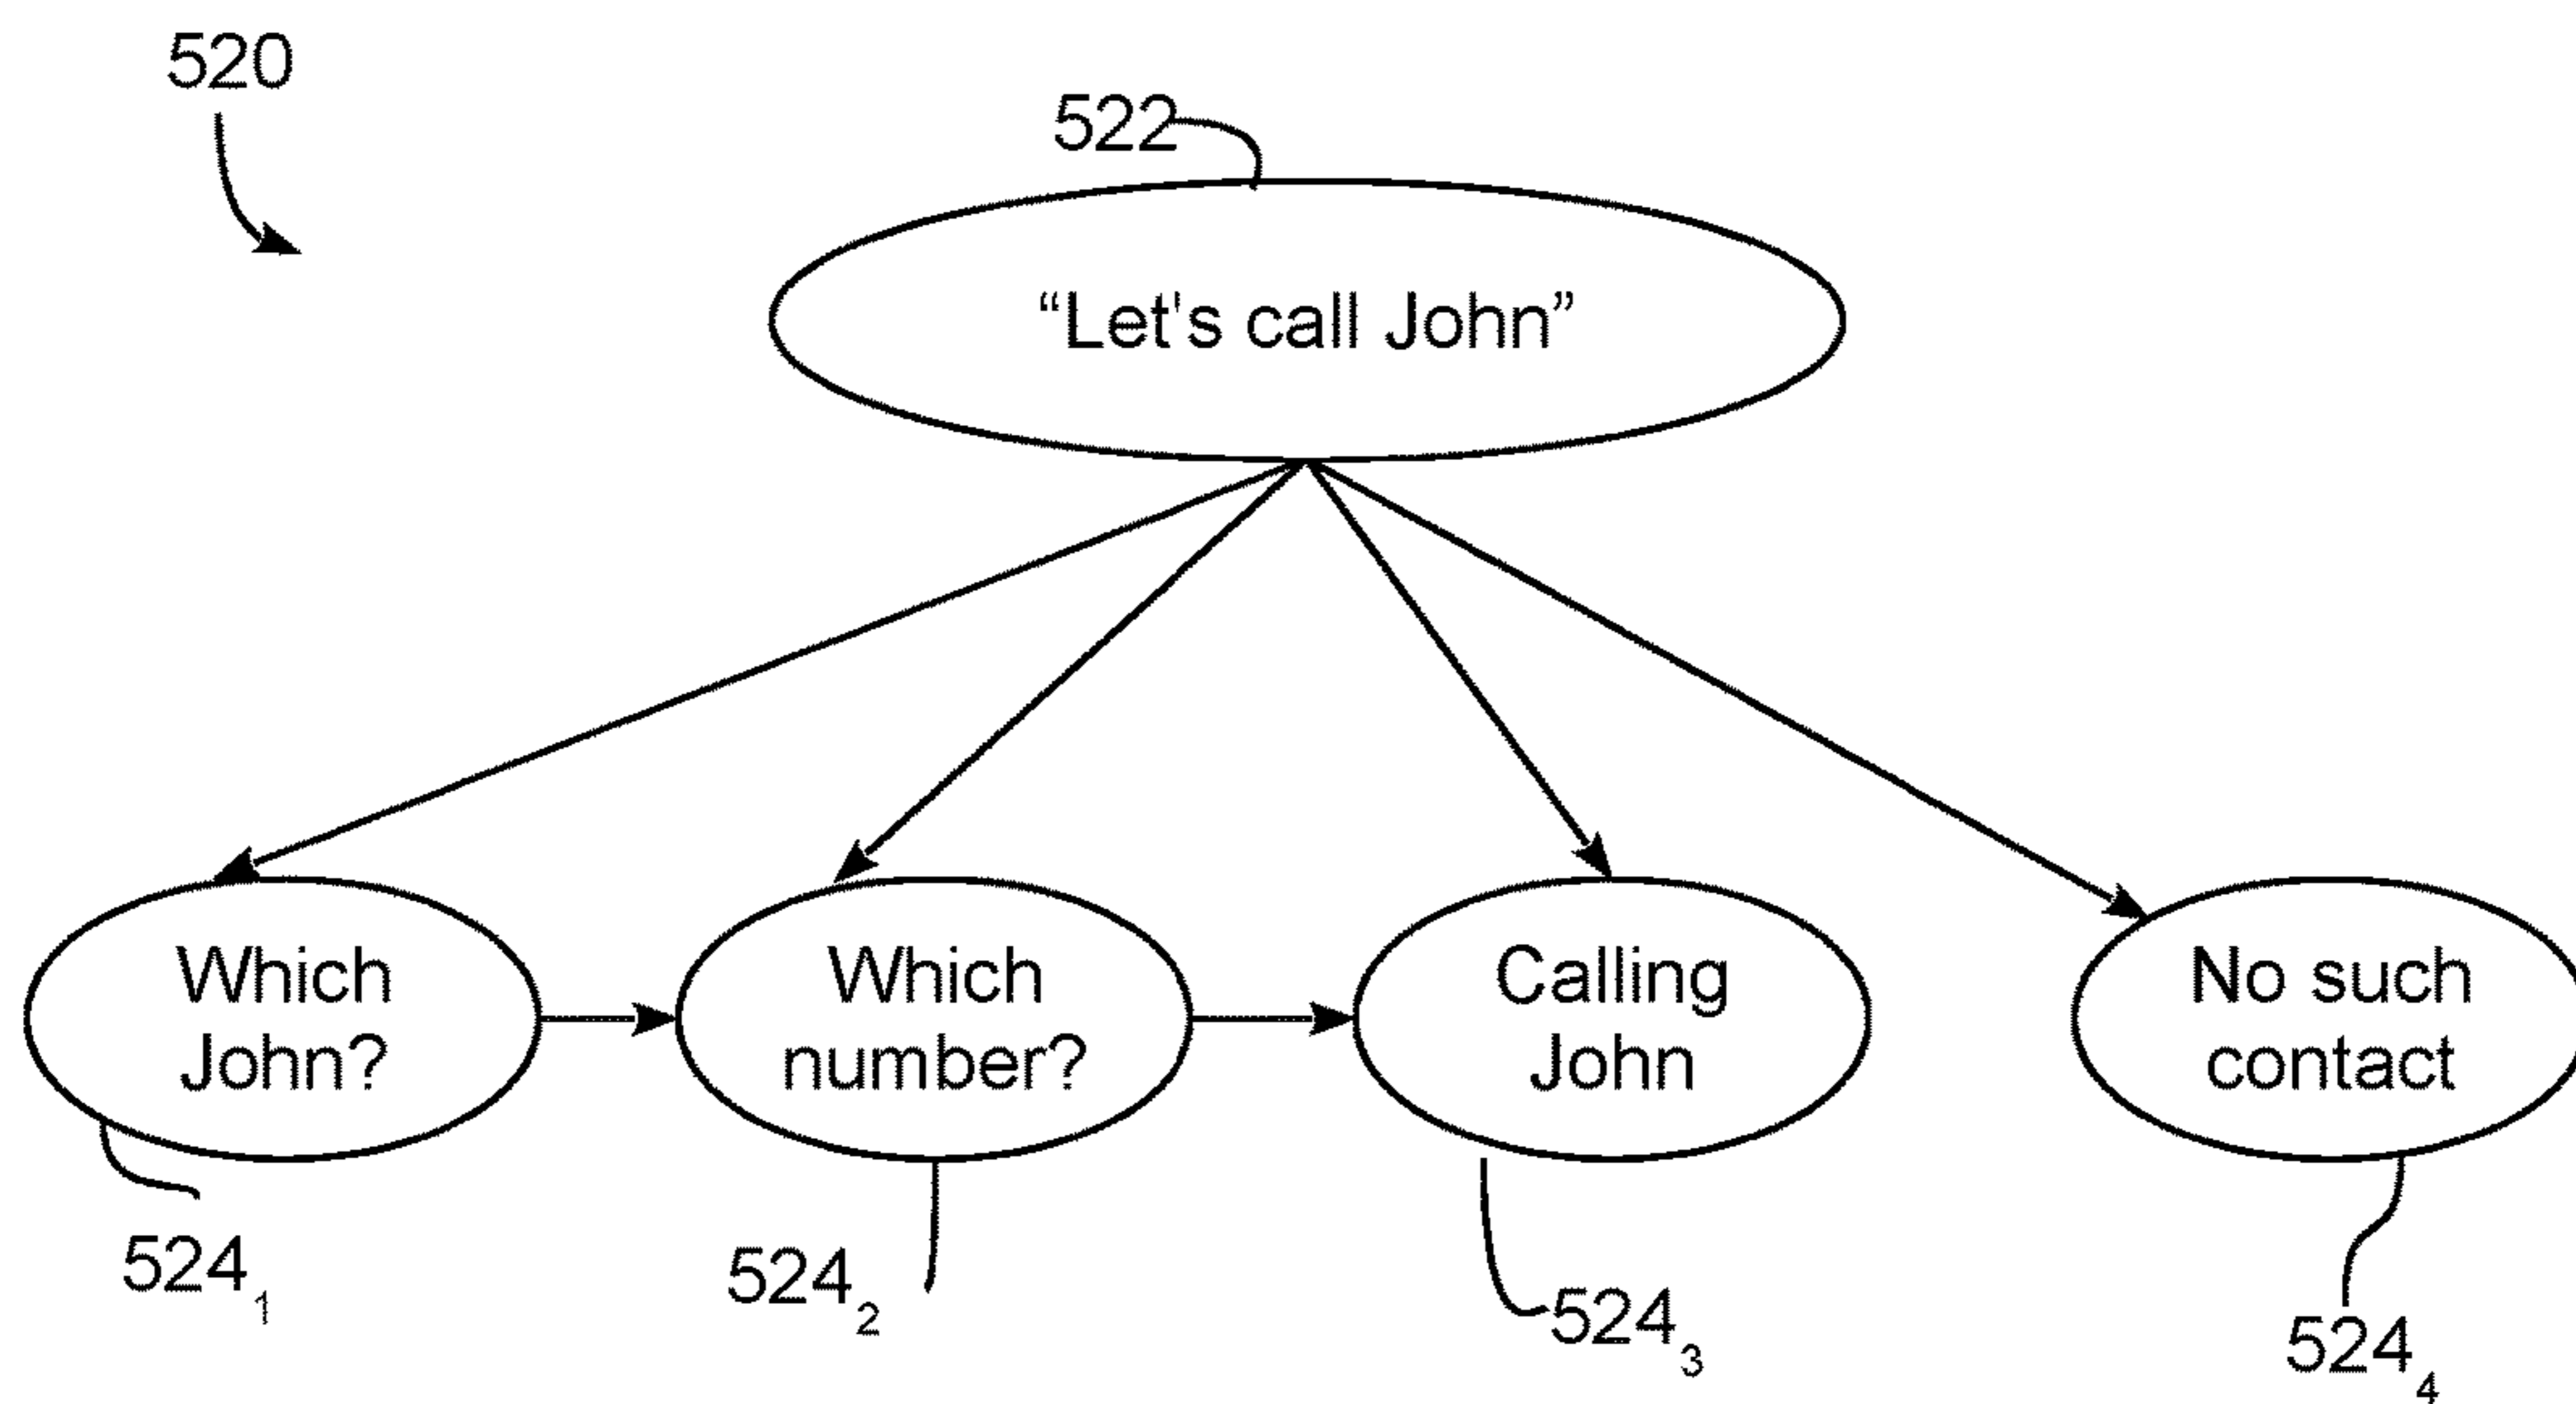 520
522
“Let's call John”
Which
John?
Which
number?
Calling
John
No such
contact
524₁
524₂
524₃
524₄